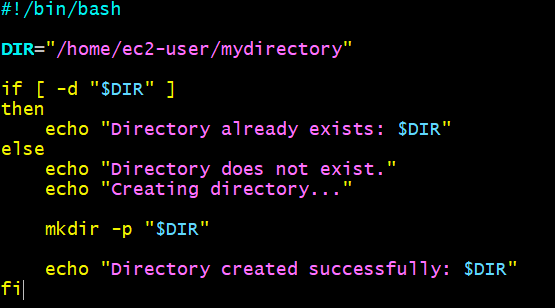 #!/bin/bash
DIR="/home/ec2-user/mydirectory"
if [ -d "$DIR" ]
then
    echo "Directory already exists: $DIR"
else
    echo "Directory does not exist."
    echo "Creating directory..."
    mkdir -p "$DIR"
    echo "Directory created successfully: $DIR"
fi